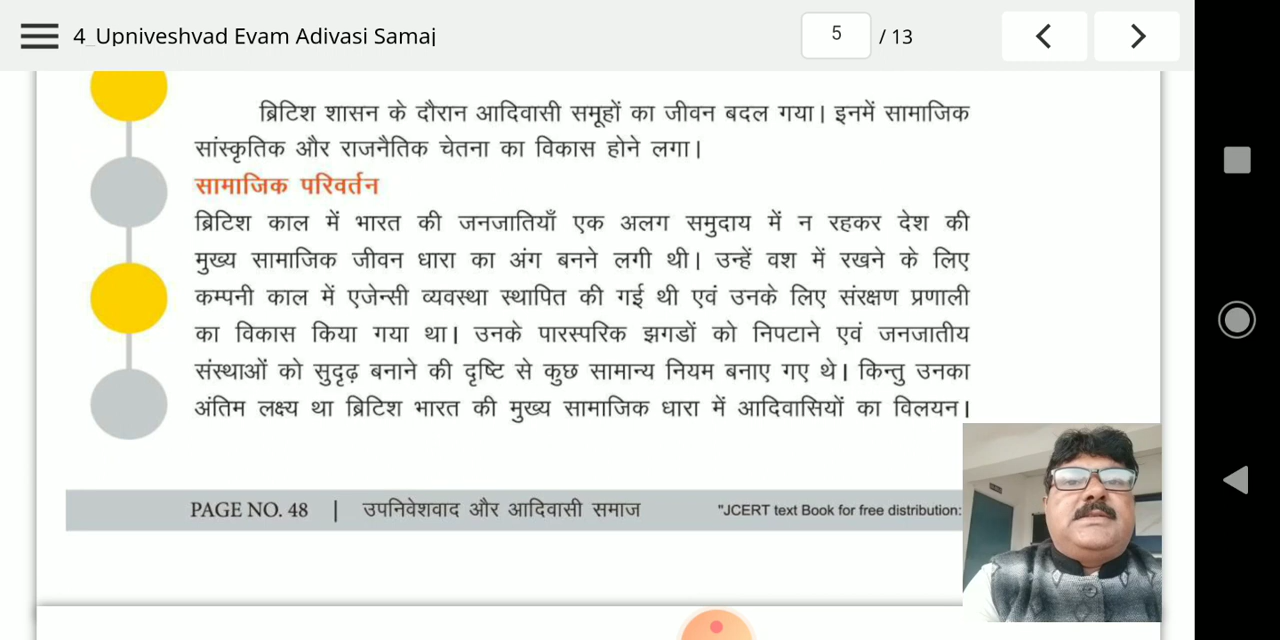 4_Upniveshvad Evam Adivasi Samaj
5 / 13
ब्रिटिश शासन के दौरान आदिवासी समूहों का जीवन बदल गया। इनमें सामाजिक
सांस्कृतिक और राजनैतिक चेतना का विकास होने लगा।
सामाजिक परिवर्तन
ब्रिटिश काल में भारत की जनजातियाँ एक अलग समुदाय में न रहकर देश की
मुख्य सामाजिक जीवन धारा का अंग बनने लगी थी। उन्हें वश में रखने के लिए
कम्पनी काल में एजेन्सी व्यवस्था स्थापित की गई थी एवं उनके लिए संरक्षण प्रणाली
का विकास किया गया था। उनके पारस्परिक झगडों को निपटाने एवं जनजातीय
संस्थाओं को सुदृढ़ बनाने की दृष्टि से कुछ सामान्य नियम बनाए गए थे। किन्तु उनका
अंतिम लक्ष्य था ब्रिटिश भारत की मुख्य सामाजिक धारा में आदिवासियों का विलयन।
PAGE NO. 48 | उपनिवेशवाद और आदिवासी समाज "JCERT text Book for free distribution: